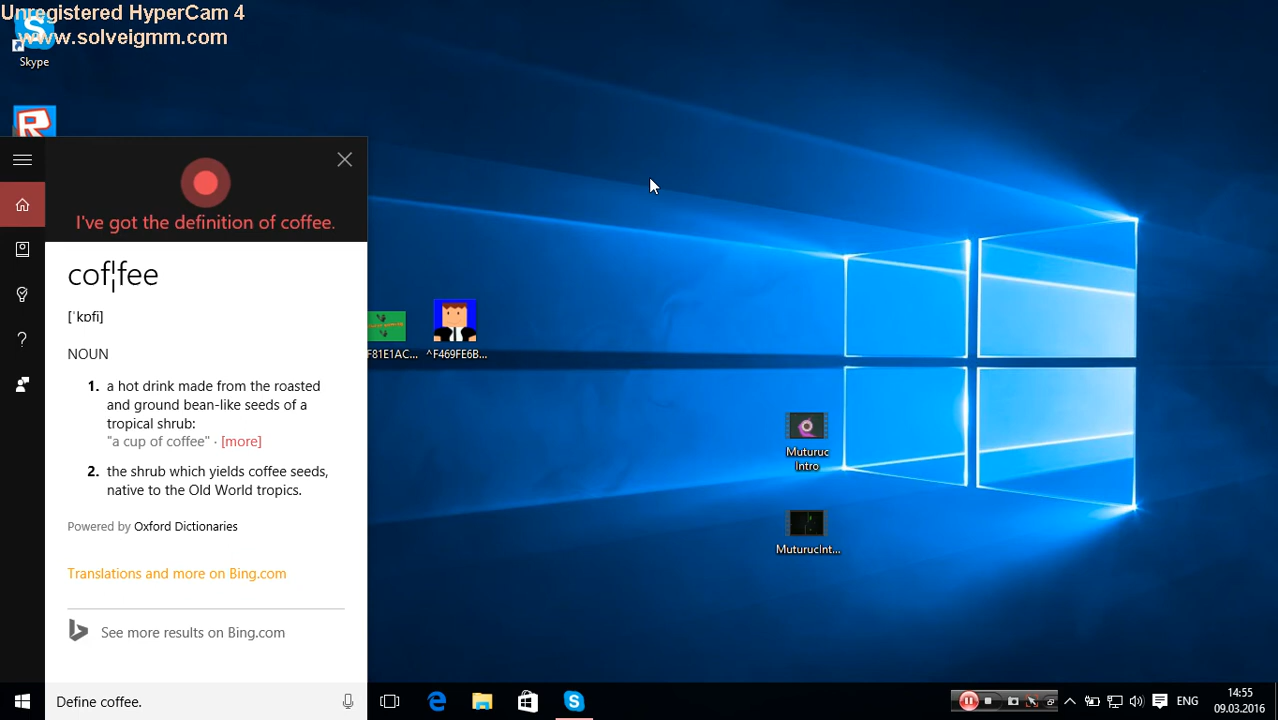 Unregistered HyperCam 4
www.solveigmm.com
Skype
I've got the definition of coffee.
cof¦fee
[ˈkɒfi]
NOUN
1. a hot drink made from the roasted
and ground bean-like seeds of a
tropical shrub:
"a cup of coffee" · [more]
2. the shrub which yields coffee seeds,
native to the Old World tropics.
Powered by Oxford Dictionaries
Translations and more on Bing.com
See more results on Bing.com
Define coffee.
F81E1AC...
^F469FE6B...
Muturuc
Intro
MuturucInt...
ENG
14:55
09.03.2016